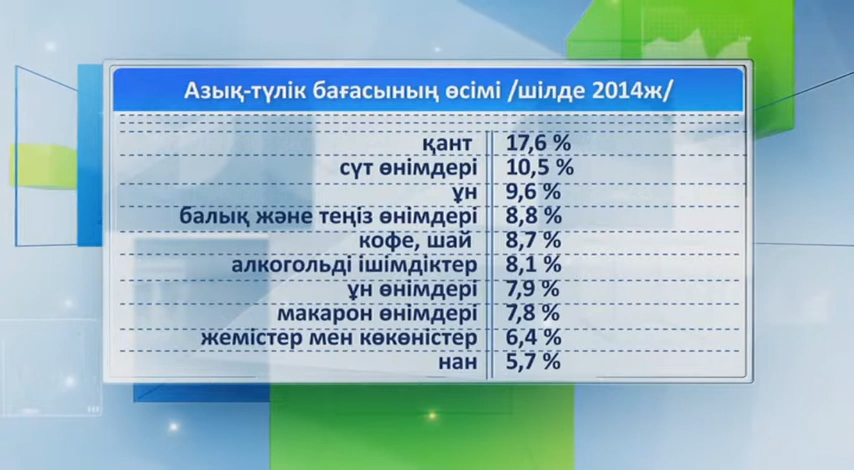 Азық-түлік бағасының өсімі /шілде 2014ж/
қант 17,6 %
сүт өнімдері 10,5 %
ұн 9,6 %
балық және теңіз өнімдері 8,8 %
кофе, шай 8,7 %
алкогольді ішімдіктер 8,1 %
ұн өнімдері 7,9 %
макарон өнімдері 7,8 %
жемістер мен көкөністер 6,4 %
нан 5,7 %